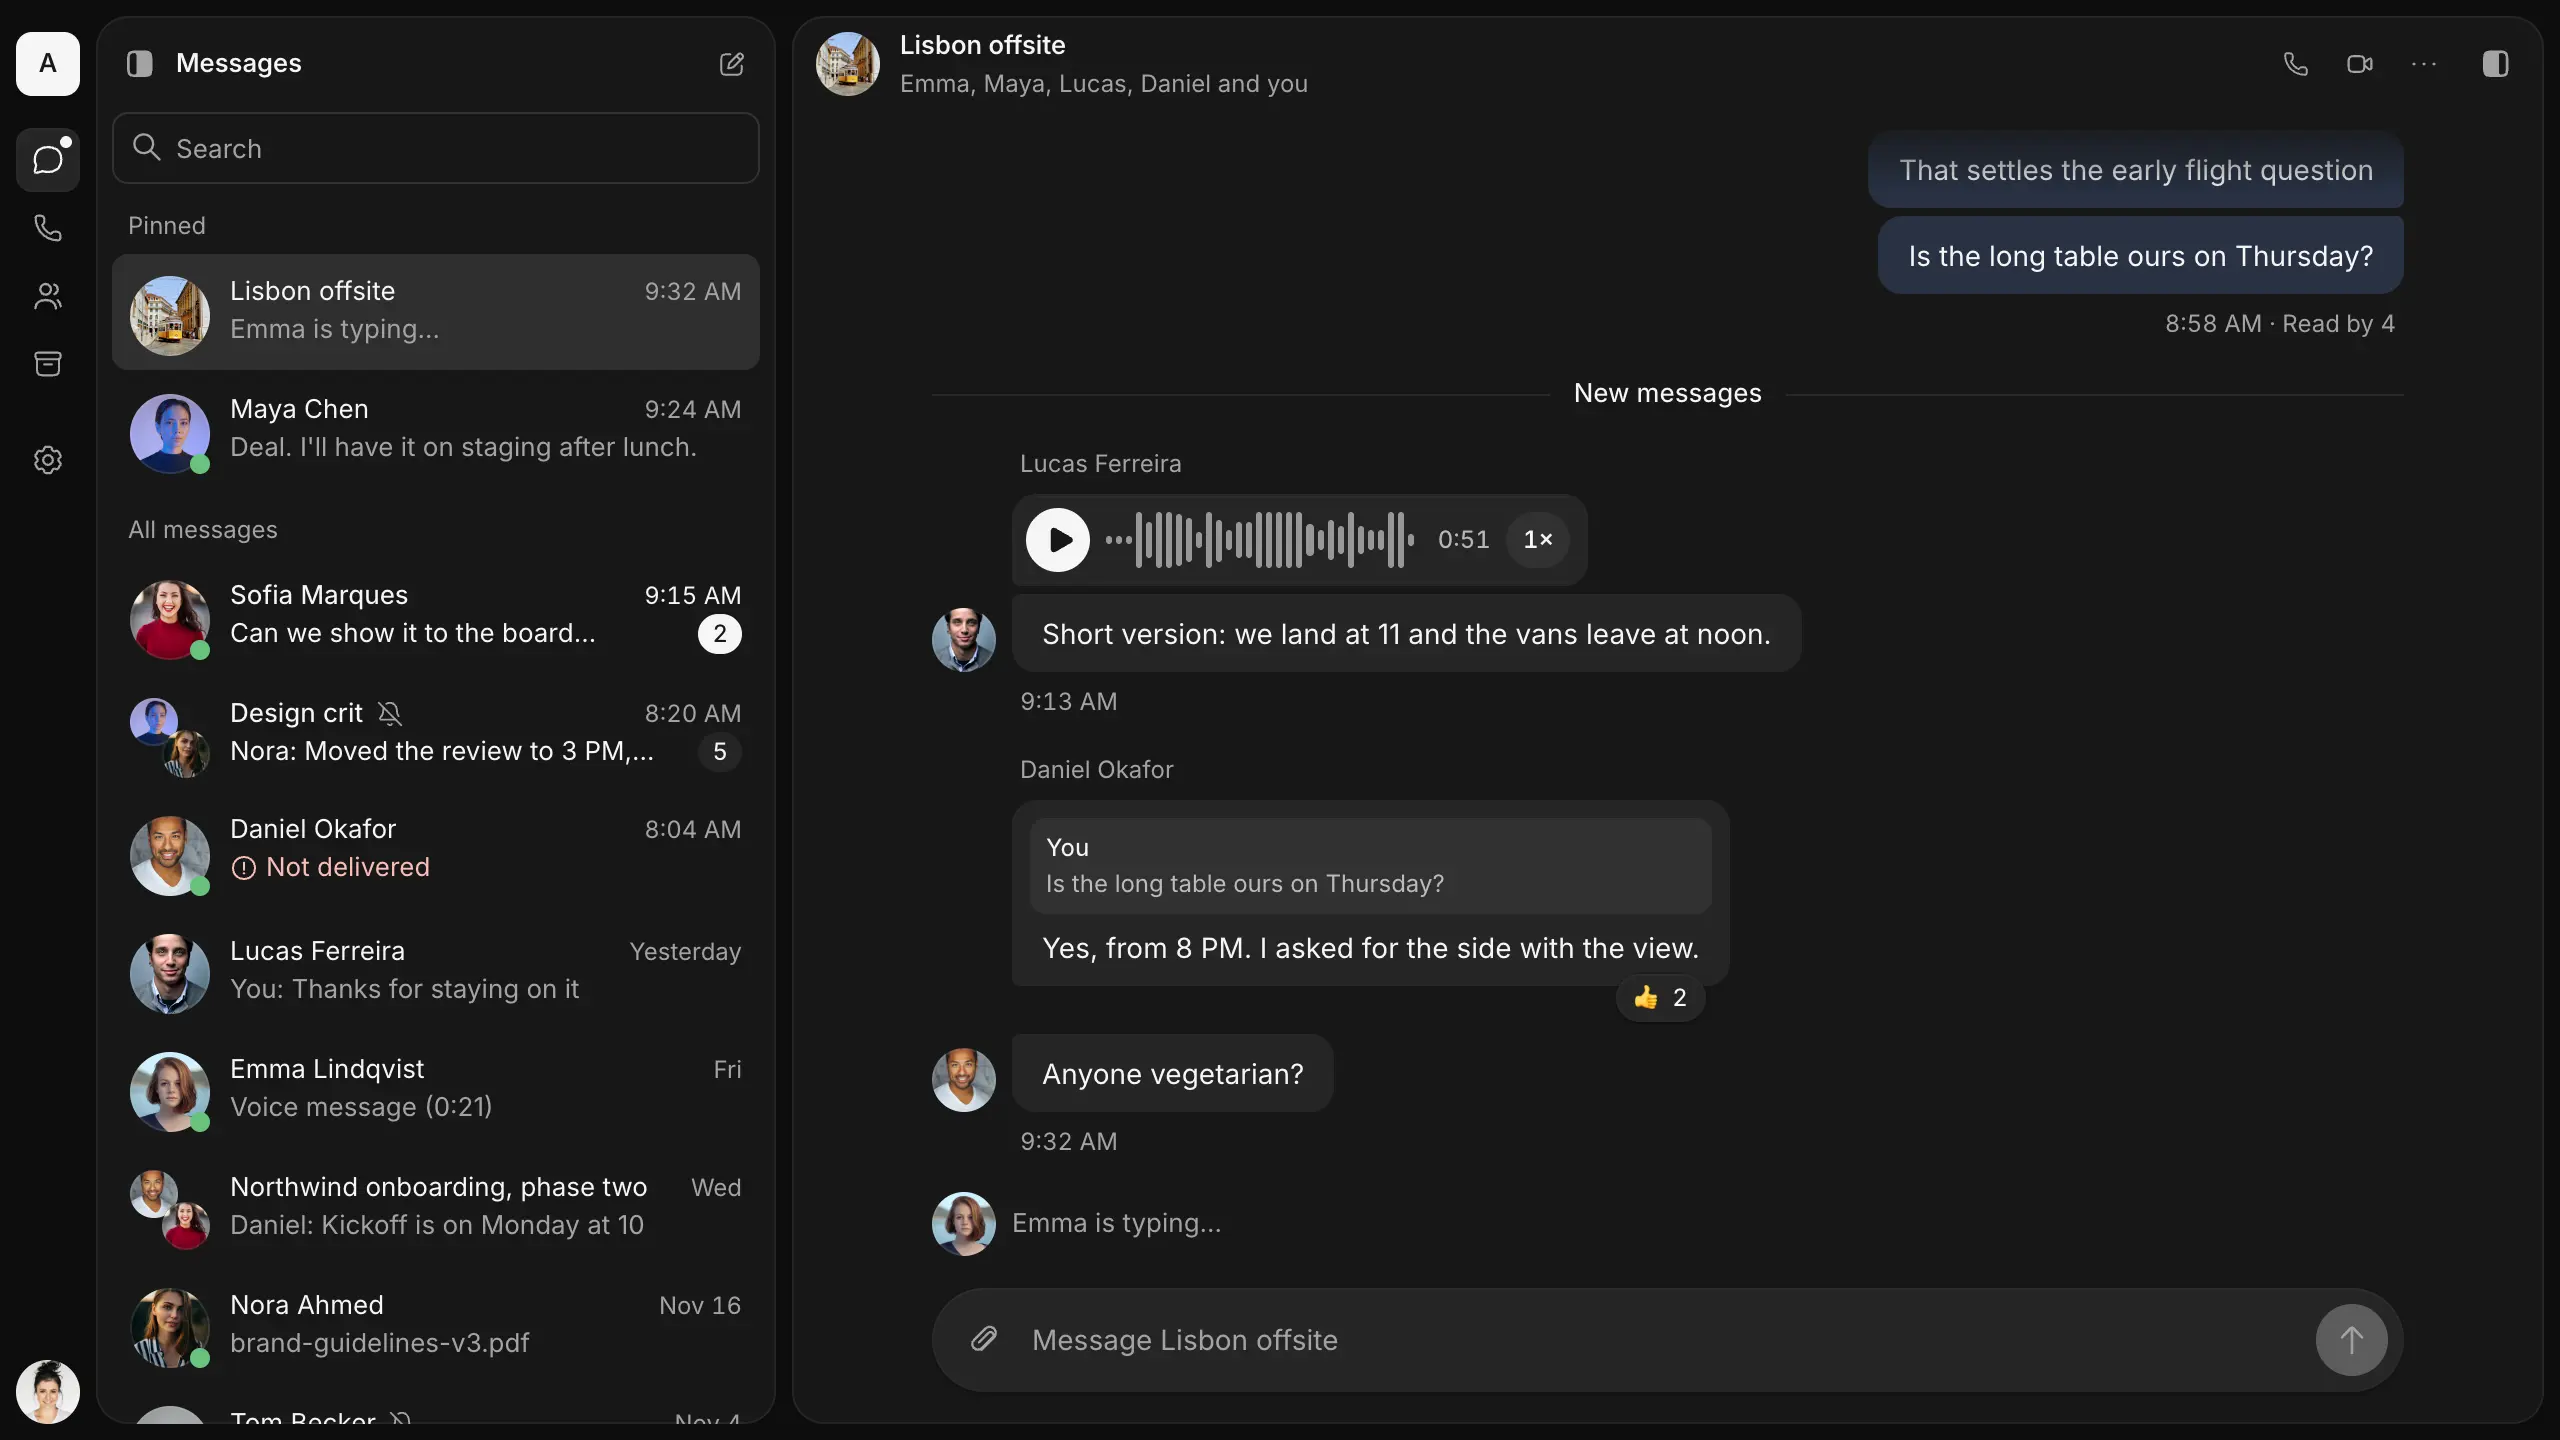 A
Messages
Search
Pinned
Lisbon offsite
9:32 AM
Emma is typing...
Maya Chen
9:24 AM
Deal. I'll have it on staging after lunch.
All messages
Sofia Marques
9:15 AM
Can we show it to the board...
2
Design crit
8:20 AM
Nora: Moved the review to 3 PM,...
5
Daniel Okafor
8:04 AM
Not delivered
Lucas Ferreira
Yesterday
You: Thanks for staying on it
Emma Lindqvist
Fri
Voice message (0:21)
Northwind onboarding, phase two
Wed
Daniel: Kickoff is on Monday at 10
Nora Ahmed
Nov 16
brand-guidelines-v3.pdf
Tom Becker
Nov 4
Lisbon offsite
Emma, Maya, Lucas, Daniel and you
That settles the early flight question
Is the long table ours on Thursday?
8:58 AM · Read by 4
New messages
Lucas Ferreira
0:51
1×
Short version: we land at 11 and the vans leave at noon.
9:13 AM
Daniel Okafor
You
Is the long table ours on Thursday?
Yes, from 8 PM. I asked for the side with the view.
👍 2
Anyone vegetarian?
9:32 AM
Emma is typing...
Message Lisbon offsite